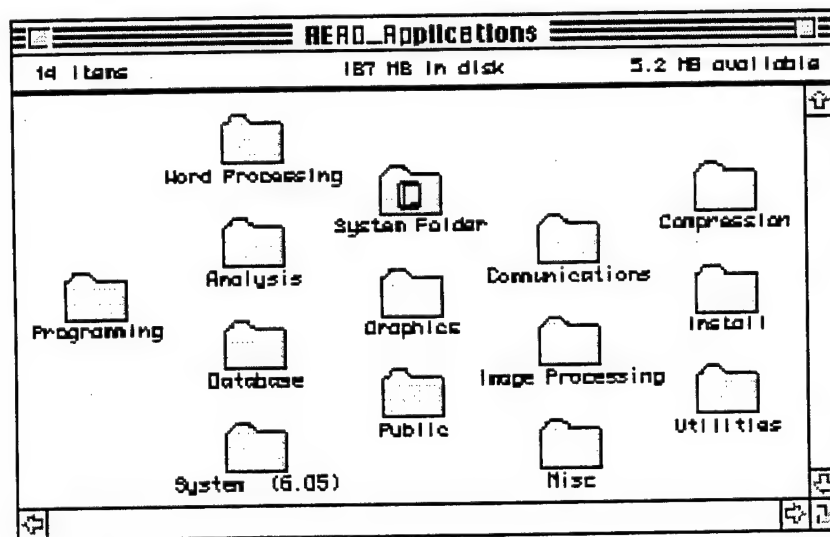 AERO_Applications
14 items
187 MB in disk
5.2 MB available
Word Processing
System Folder
Compression
Analysis
Communications
Programming
Graphics
Install
Database
Image Processing
Public
Utilities
System (6.05)
Misc